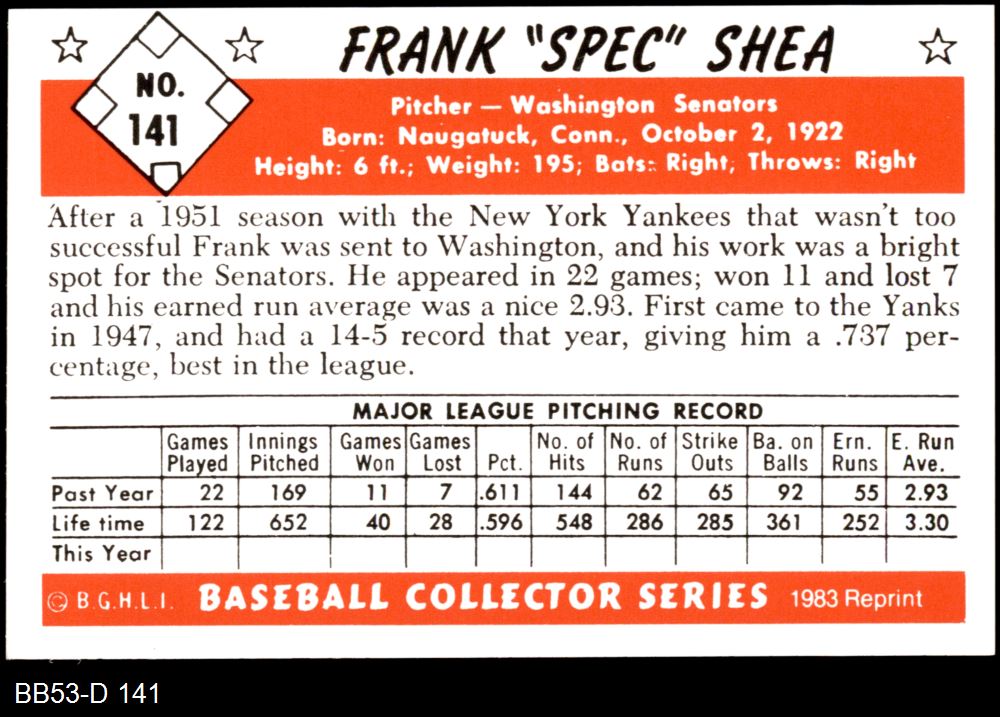 FRANK "SPEC" SHEA
NO.
141
Pitcher — Washington Senators
Born: Naugatuck, Conn., October 2, 1922
Height: 6 ft.; Weight: 195; Bats: Right, Throws: Right
After a 1951 season with the New York Yankees that wasn't too
successful Frank was sent to Washington, and his work was a bright
spot for the Senators. He appeared in 22 games; won 11 and lost 7
and his earned run average was a nice 2.93. First came to the Yanks
in 1947, and had a 14-5 record that year, giving him a .737 per-
centage, best in the league.
MAJOR LEAGUE PITCHING RECORD
Games Played Innings Pitched Games Won Games Lost Pct. No. of Hits No. of Runs Strike Outs Ba. on Balls Ern. Runs E. Run Ave.
Past Year 22 169 11 7 .611 144 62 65 92 55 2.93
Life time 122 652 40 28 .596 548 286 285 361 252 3.30
This Year
© B.G.H.L.I. BASEBALL COLLECTOR SERIES 1983 Reprint
BB53-D 141